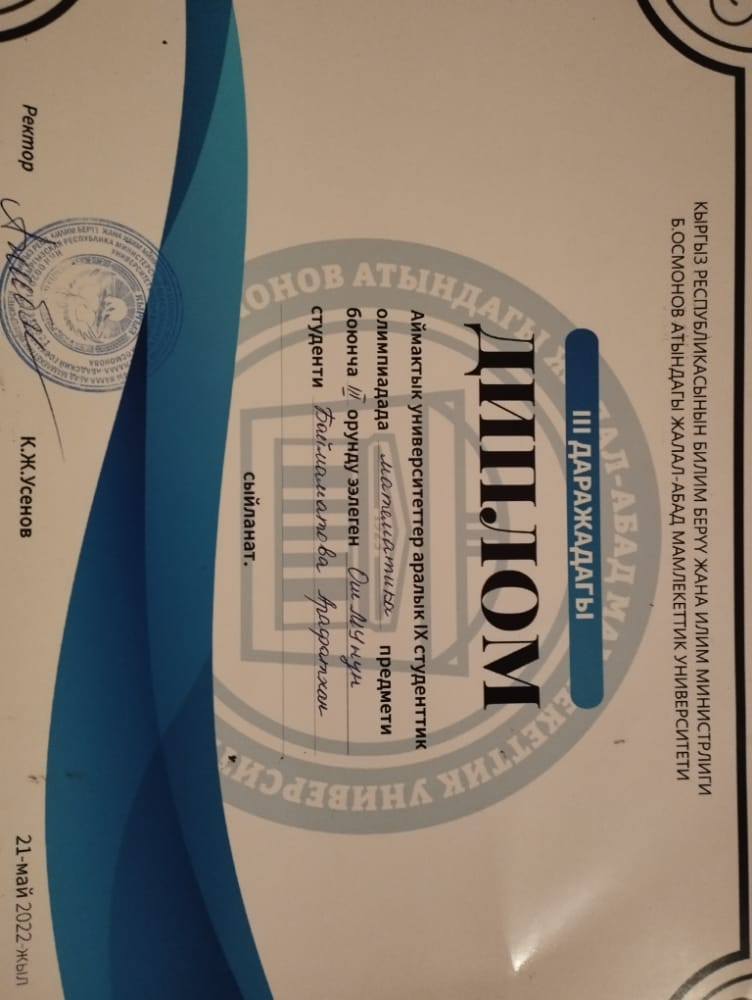 КЫРГЫЗ РЕСПУБЛИКАСЫНЫН БИЛИМ БЕРҮҮ ЖАНА ИЛИМ МИНИСТРЛИГИ
Б.ОСМОНОВ АТЫНДАГЫ ЖАЛАЛ-АБАД МАМЛЕКЕТТИК УНИВЕРСИТЕТИ
III ДАРАЖАДАГЫ
ДИПЛОМ
Аймактык университеттер аралык IX студенттик
олимпиадада математика предмети
боюнча III орунду ээлеген Ош МУнун
студенти Баймаматова Арафатхан
сыйланат.
Ректор К.Ж.Усенов
21-май 2022-жыл